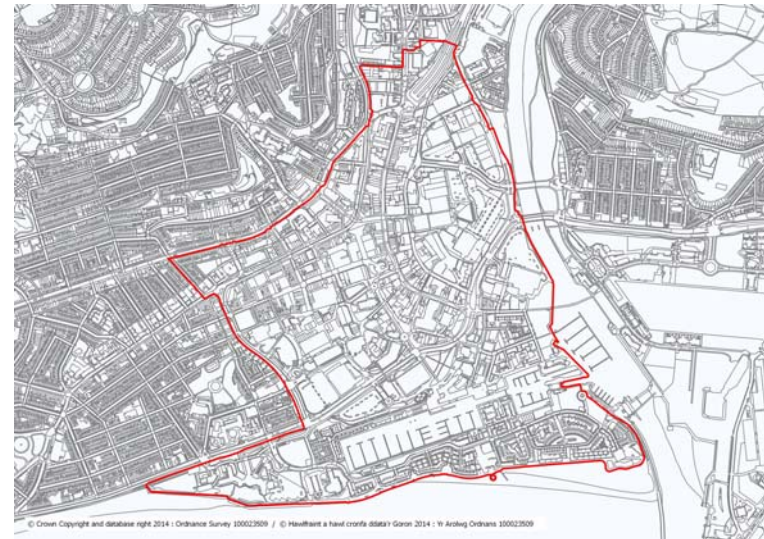 © Crown Copyright and database right 2014 : Ordnance Survey 100023509 / © Hawlfraint a hawl cronfa ddata'r Goron 2014 : Yr Arolwg Ordnans 100023509